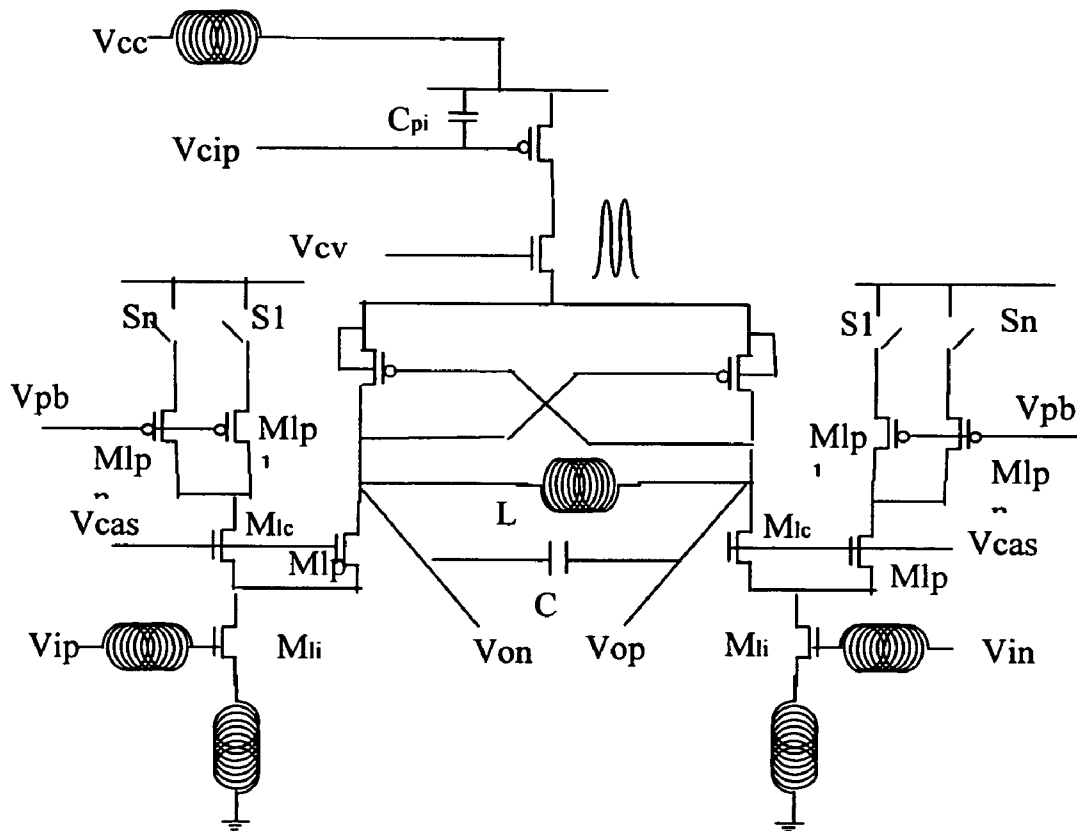 Vcc
Cpi
Vcip
Vcv
Sn
S1
S1
Sn
Vpb
Mlp
1
Mlp
n
Mlp
1
Vpb
Mlp
n
Vcas
Mlc
Mlp
L
Mlc
Vcas
Mlp
C
Vip
Mli
Von
Vop
Mli
Vin